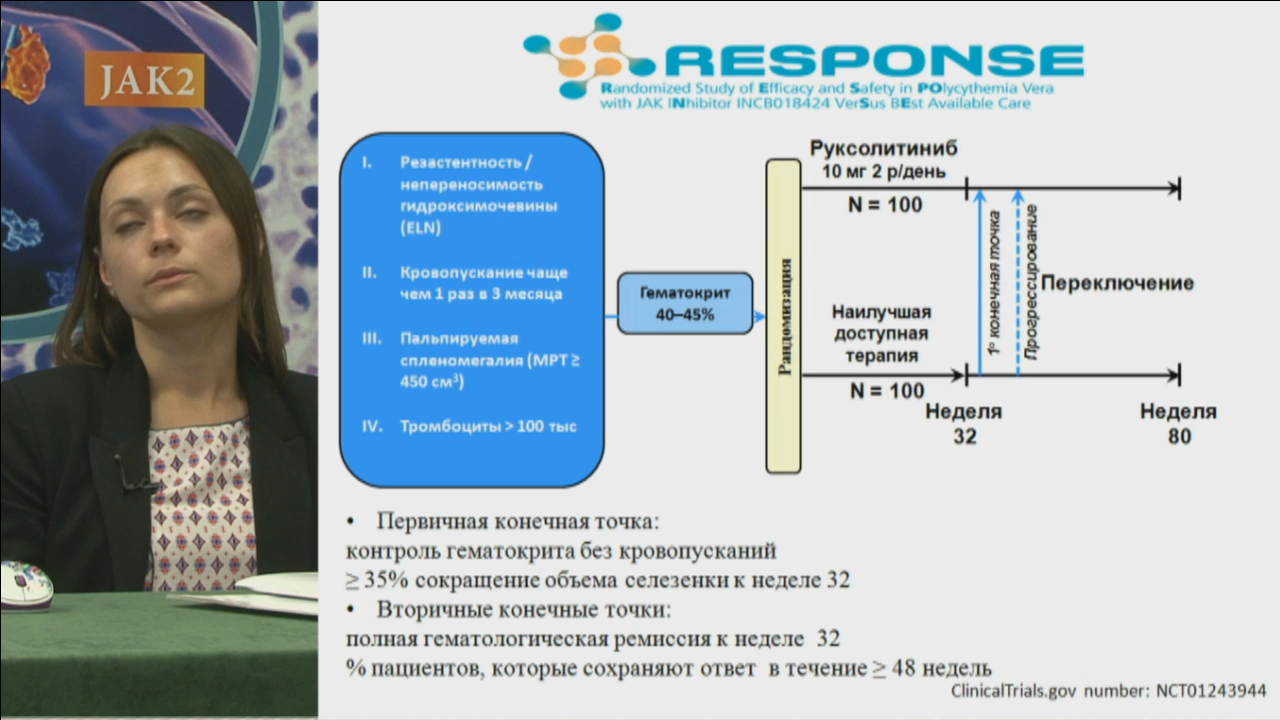 JAK2
RESPONSE
Randomized Study of Efficacy and Safety in POlycythemia Vera
with JAK INhibitor INCB018424 VerSus BEst Available Care
I. Резастентность /
непереносимость
гидроксимочевины
(ELN)
II. Кровопускание чаще
чем 1 раз в 3 месяца
III. Пальпируемая
спленомегалия (МРТ ≥
450 см³)
IV. Тромбоциты > 100 тыс
Гематокрит
40–45%
Рандомизация
Руксолитиниб
10 мг 2 р/день
N = 100
Наилучшая
доступная
терапия
N = 100
1° конечная точка
Прогрессирование
Переключение
Неделя
32
Неделя
80
• Первичная конечная точка:
контроль гематокрита без кровопусканий
≥ 35% сокращение объема селезенки к неделе 32
• Вторичные конечные точки:
полная гематологическая ремиссия к неделе 32
% пациентов, которые сохраняют ответ в течение ≥ 48 недель
ClinicalTrials.gov number: NCT01243944